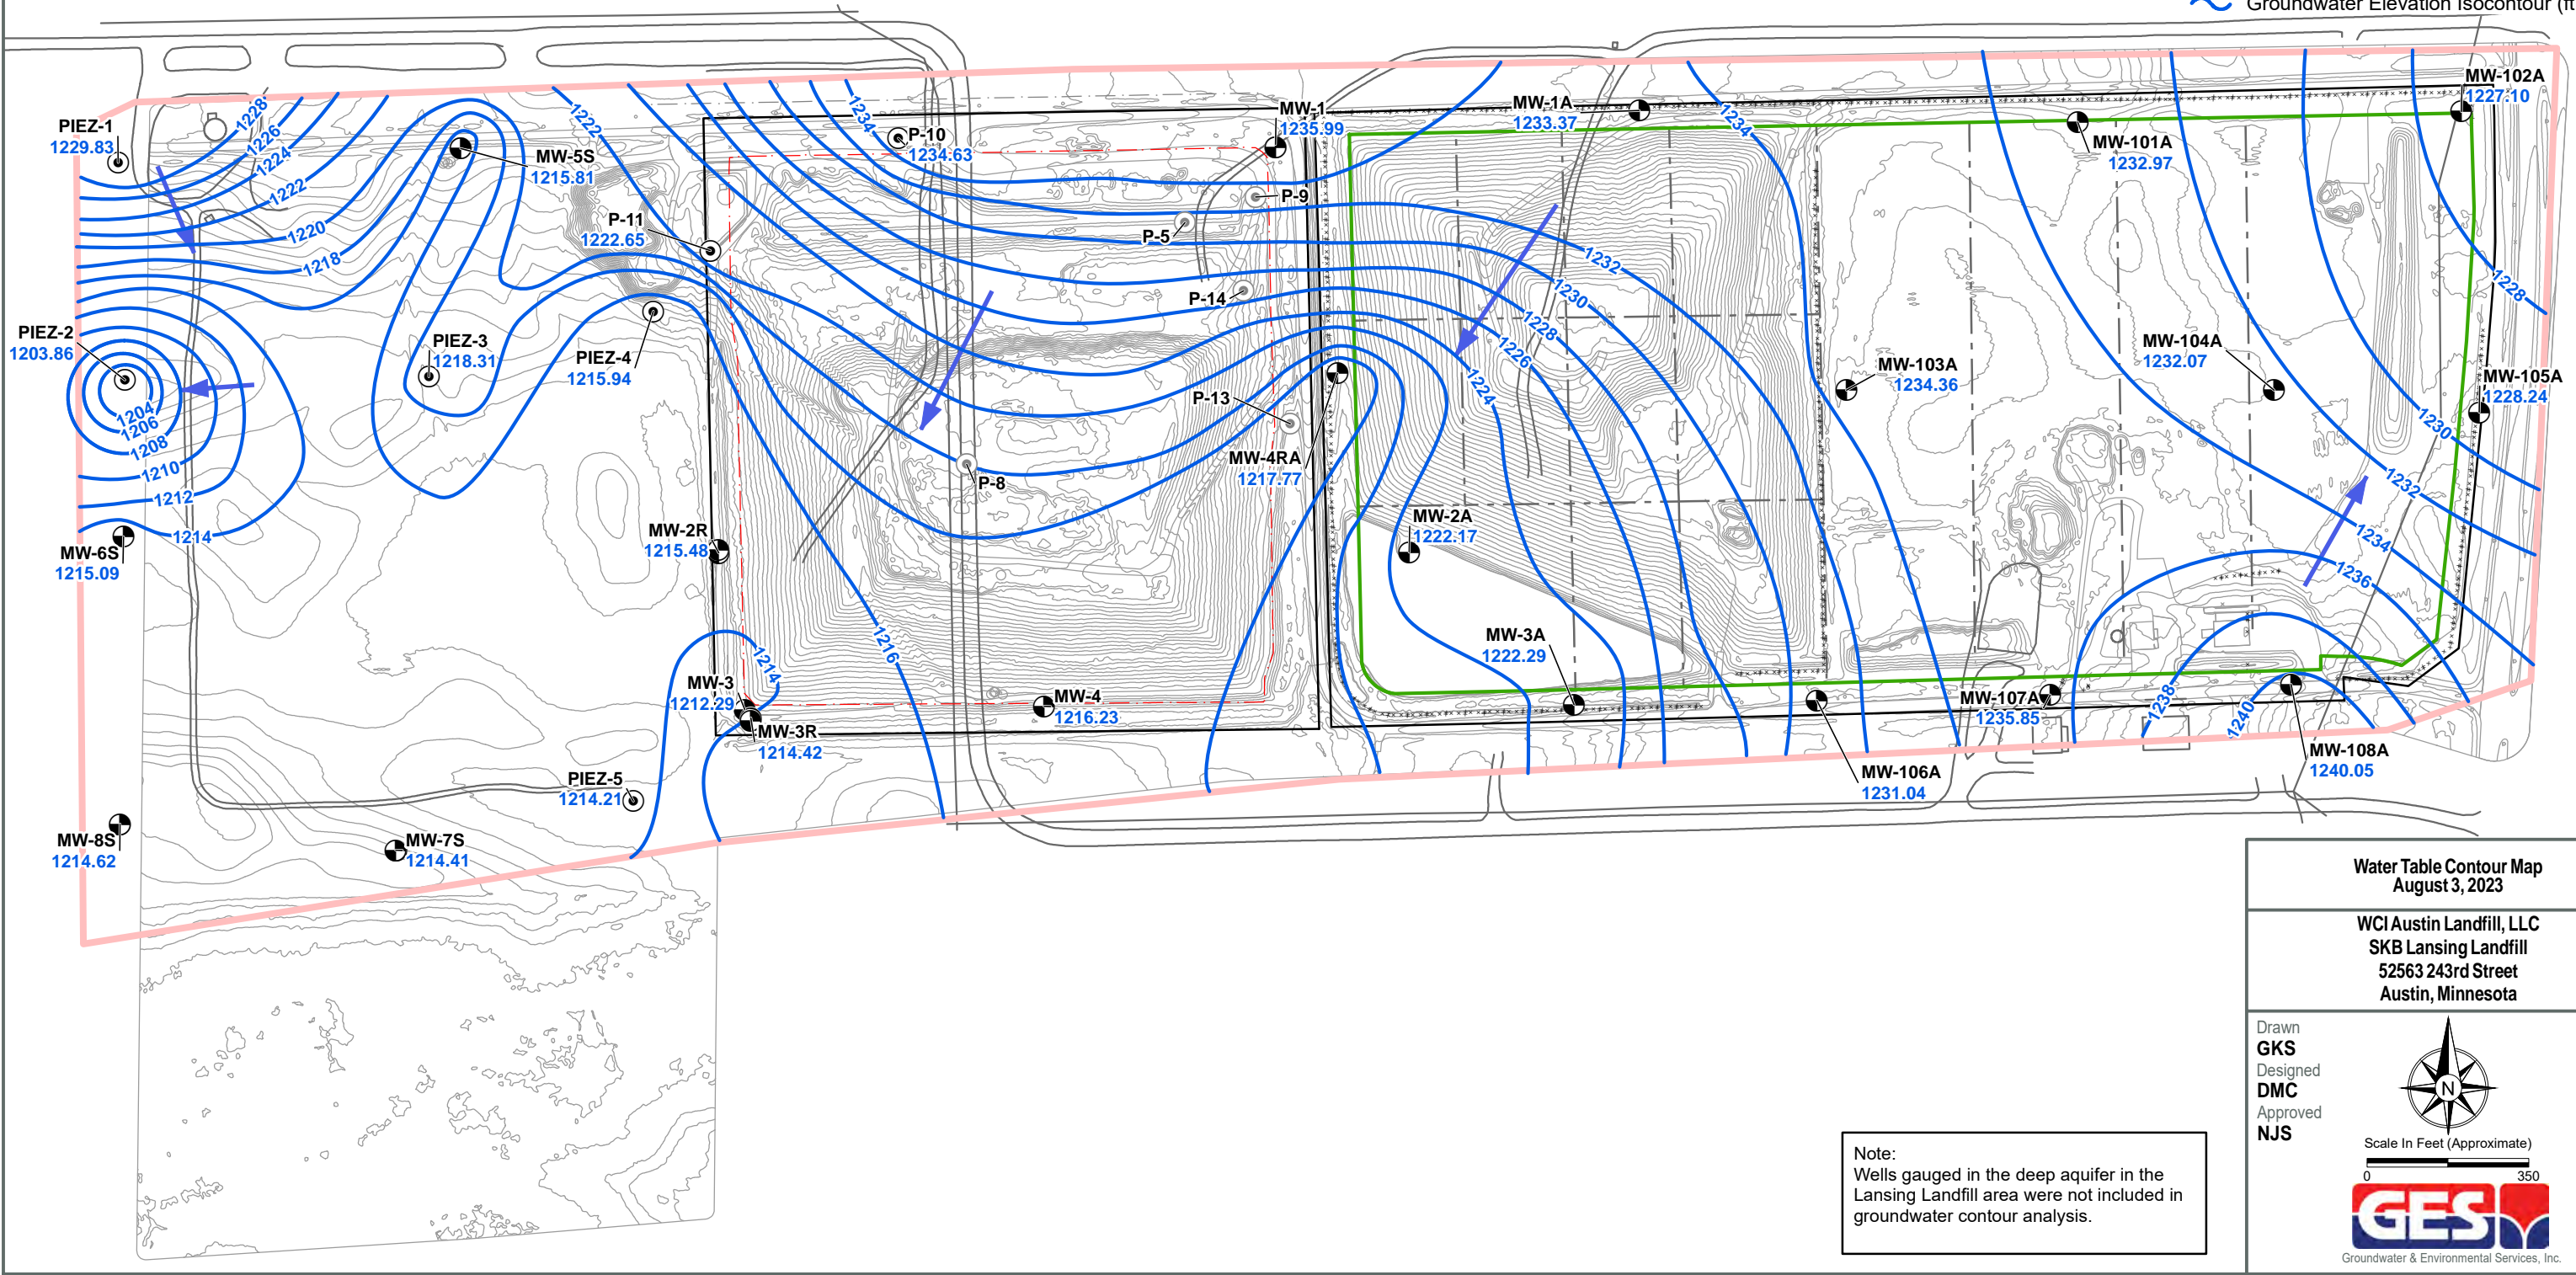 Groundwater Elevation Isocontour (ft
MW-102A
1227.10
PIEZ-1
1229.83
1228
1226
1224
1222
1220
1218
MW-5S
1215.81
1222
1234
P-10
1234.63
MW-1
1235.99
MW-1A
1233.37
1234
MW-101A
1232.97
P-11
1222.65
P-9
P-5
P-14
1232
1230
1228
1226
1224
1228
PIEZ-2
1203.86
PIEZ-3
1218.31
PIEZ-4
1215.94
MW-103A
1234.36
MW-104A
1232.07
MW-105A
1228.24
1204
1206
1208
1210
1212
1214
P-13
MW-4RA
1217.77
P-8
1230
1232
1234
1236
MW-6S
1215.09
MW-2R
1215.48
MW-2A
1222.17
MW-3A
1222.29
1216
1214
MW-3
1212.29
MW-3R
1214.42
MW-4
1216.23
MW-107A
1235.85
1238
1240
MW-106A
1231.04
MW-108A
1240.05
PIEZ-5
1214.21
MW-8S
1214.62
MW-7S
1214.41
Water Table Contour Map
August 3, 2023
WCI Austin Landfill, LLC
SKB Lansing Landfill
52563 243rd Street
Austin, Minnesota
Drawn
GKS
Designed
DMC
Approved
NJS
N
Scale In Feet (Approximate)
0 350
GES
Groundwater & Environmental Services, Inc.
Note:
Wells gauged in the deep aquifer in the
Lansing Landfill area were not included in
groundwater contour analysis.